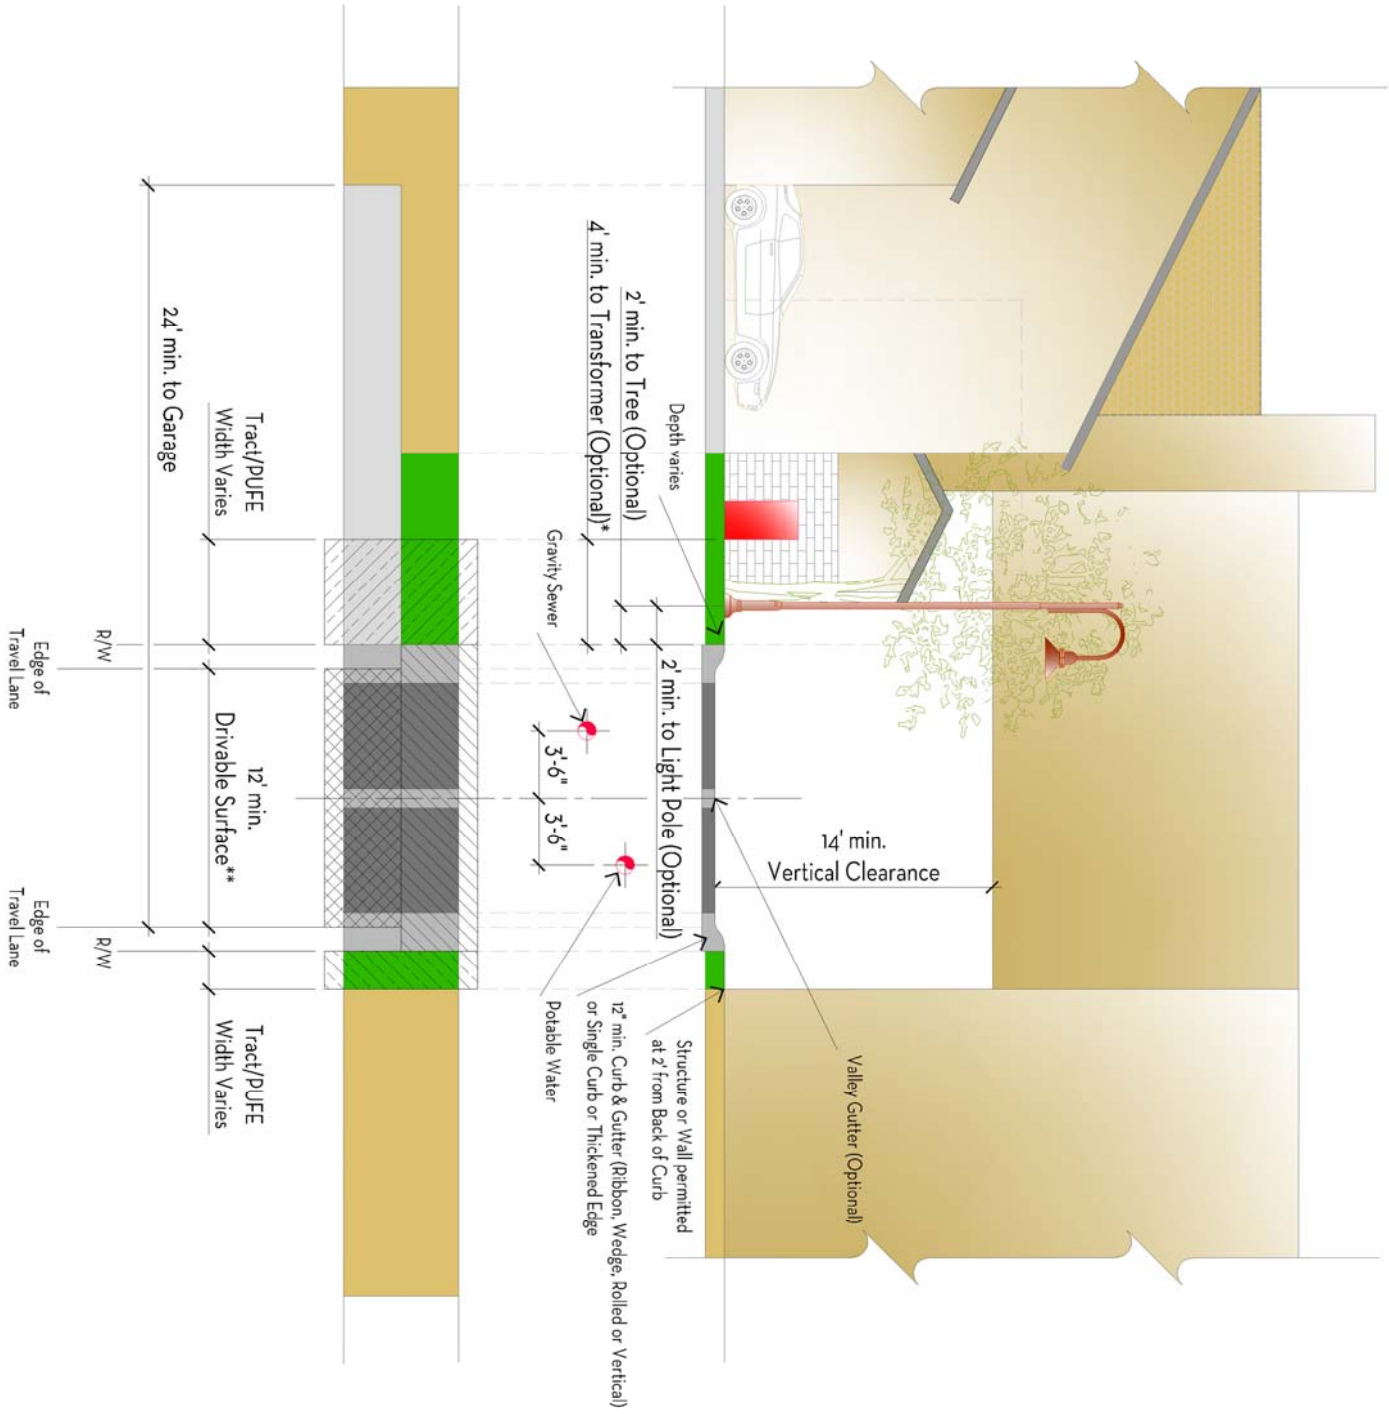 14' min.
Vertical Clearance
Valley Gutter (Optional)
Structure or Wall permitted
at 2' from Back of Curb
12" min. Curb & Gutter (Ribbon, Wedge, Rolled or Vertical)
or Single Curb or Thickened Edge
Potable Water
Depth varies
2' min. to Light Pole (Optional)
2' min. to Tree (Optional)
4' min. to Transformer (Optional)*
Gravity Sewer
3'-6"
3'-6"
Tract/PUFE
Width Varies
12' min.
Drivable Surface**
Tract/PUFE
Width Varies
24' min. to Garage
R/W
R/W
Edge of
Travel Lane
Edge of
Travel Lane